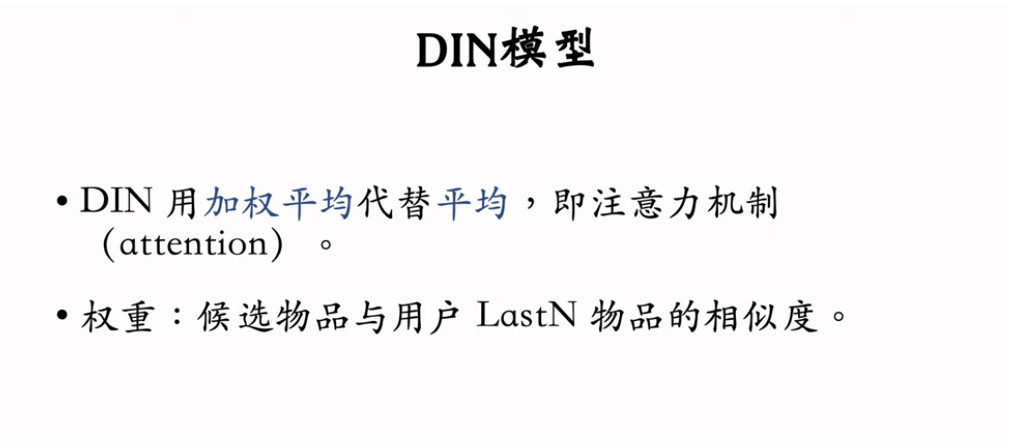 DIN模型
• DIN 用加权平均代替平均，即注意力机制
（attention）。
• 权重：候选物品与用户 LastN 物品的相似度。